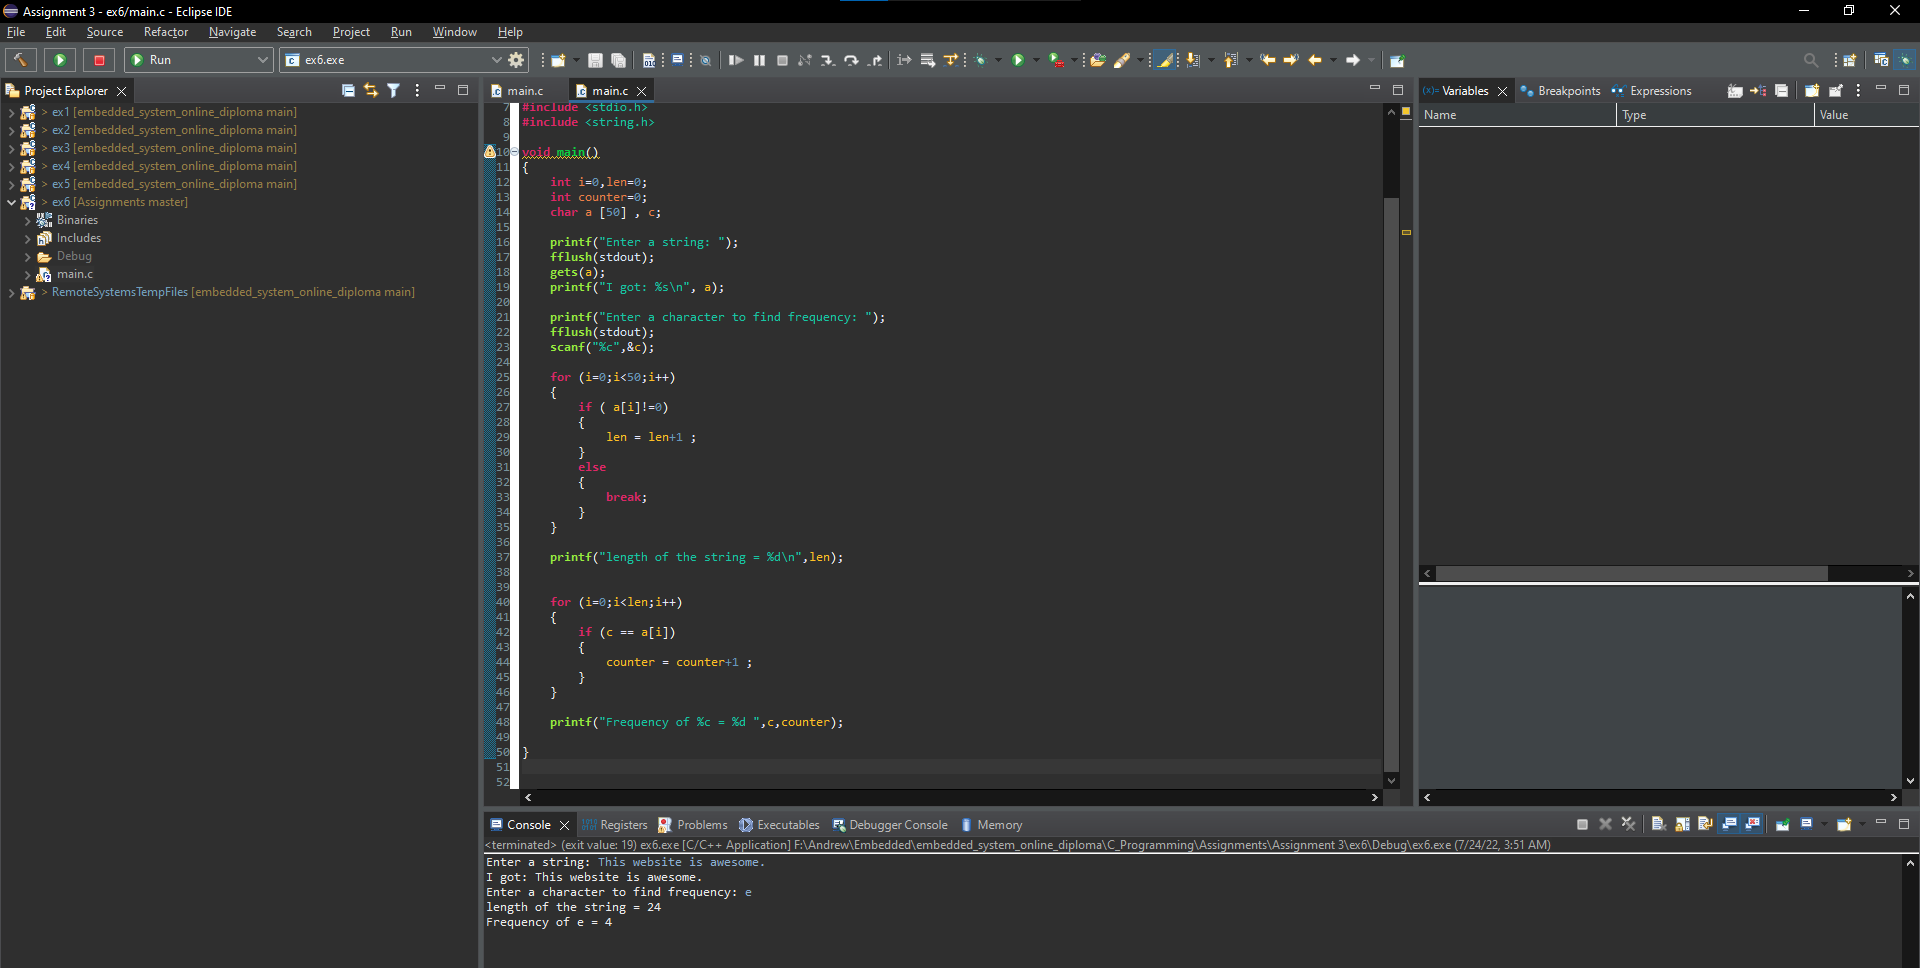 Assignment 3 - ex6/main.c - Eclipse IDE
File Edit Source Refactor Navigate Search Project Run Window Help
Run
ex6.exe
Project Explorer
> ex1 [embedded_system_online_diploma main]
> ex2 [embedded_system_online_diploma main]
> ex3 [embedded_system_online_diploma main]
> ex4 [embedded_system_online_diploma main]
> ex5 [embedded_system_online_diploma main]
> ex6 [Assignments master]
Binaries
Includes
Debug
main.c
> RemoteSystemsTempFiles [embedded_system_online_diploma main]
main.c main.c
7 #include <stdio.h>
8 #include <string.h>
9
10 void main()
11 {
12 int i=0,len=0;
13 int counter=0;
14 char a [50] , c;
15
16 printf("Enter a string: ");
17 fflush(stdout);
18 gets(a);
19 printf("I got: %s\n", a);
20
21 printf("Enter a character to find frequency: ");
22 fflush(stdout);
23 scanf("%c",&c);
24
25 for (i=0;i<50;i++)
26 {
27 if ( a[i]!=0)
28 {
29 len = len+1 ;
30 }
31 else
32 {
33 break;
34 }
35 }
36
37 printf("length of the string = %d\n",len);
38
39
40 for (i=0;i<len;i++)
41 {
42 if (c == a[i])
43 {
44 counter = counter+1 ;
45 }
46 }
47
48 printf("Frequency of %c = %d ",c,counter);
49
50 }
51
52
(x)= Variables Breakpoints Expressions
Name Type Value
Console Registers Problems Executables Debugger Console Memory
<terminated> (exit value: 19) ex6.exe [C/C++ Application] F:\Andrew\Embedded\embedded_system_online_diploma\C_Programming\Assignments\Assignment 3\ex6\Debug\ex6.exe (7/24/22, 3:51 AM)
Enter a string: This website is awesome.
I got: This website is awesome.
Enter a character to find frequency: e
length of the string = 24
Frequency of e = 4